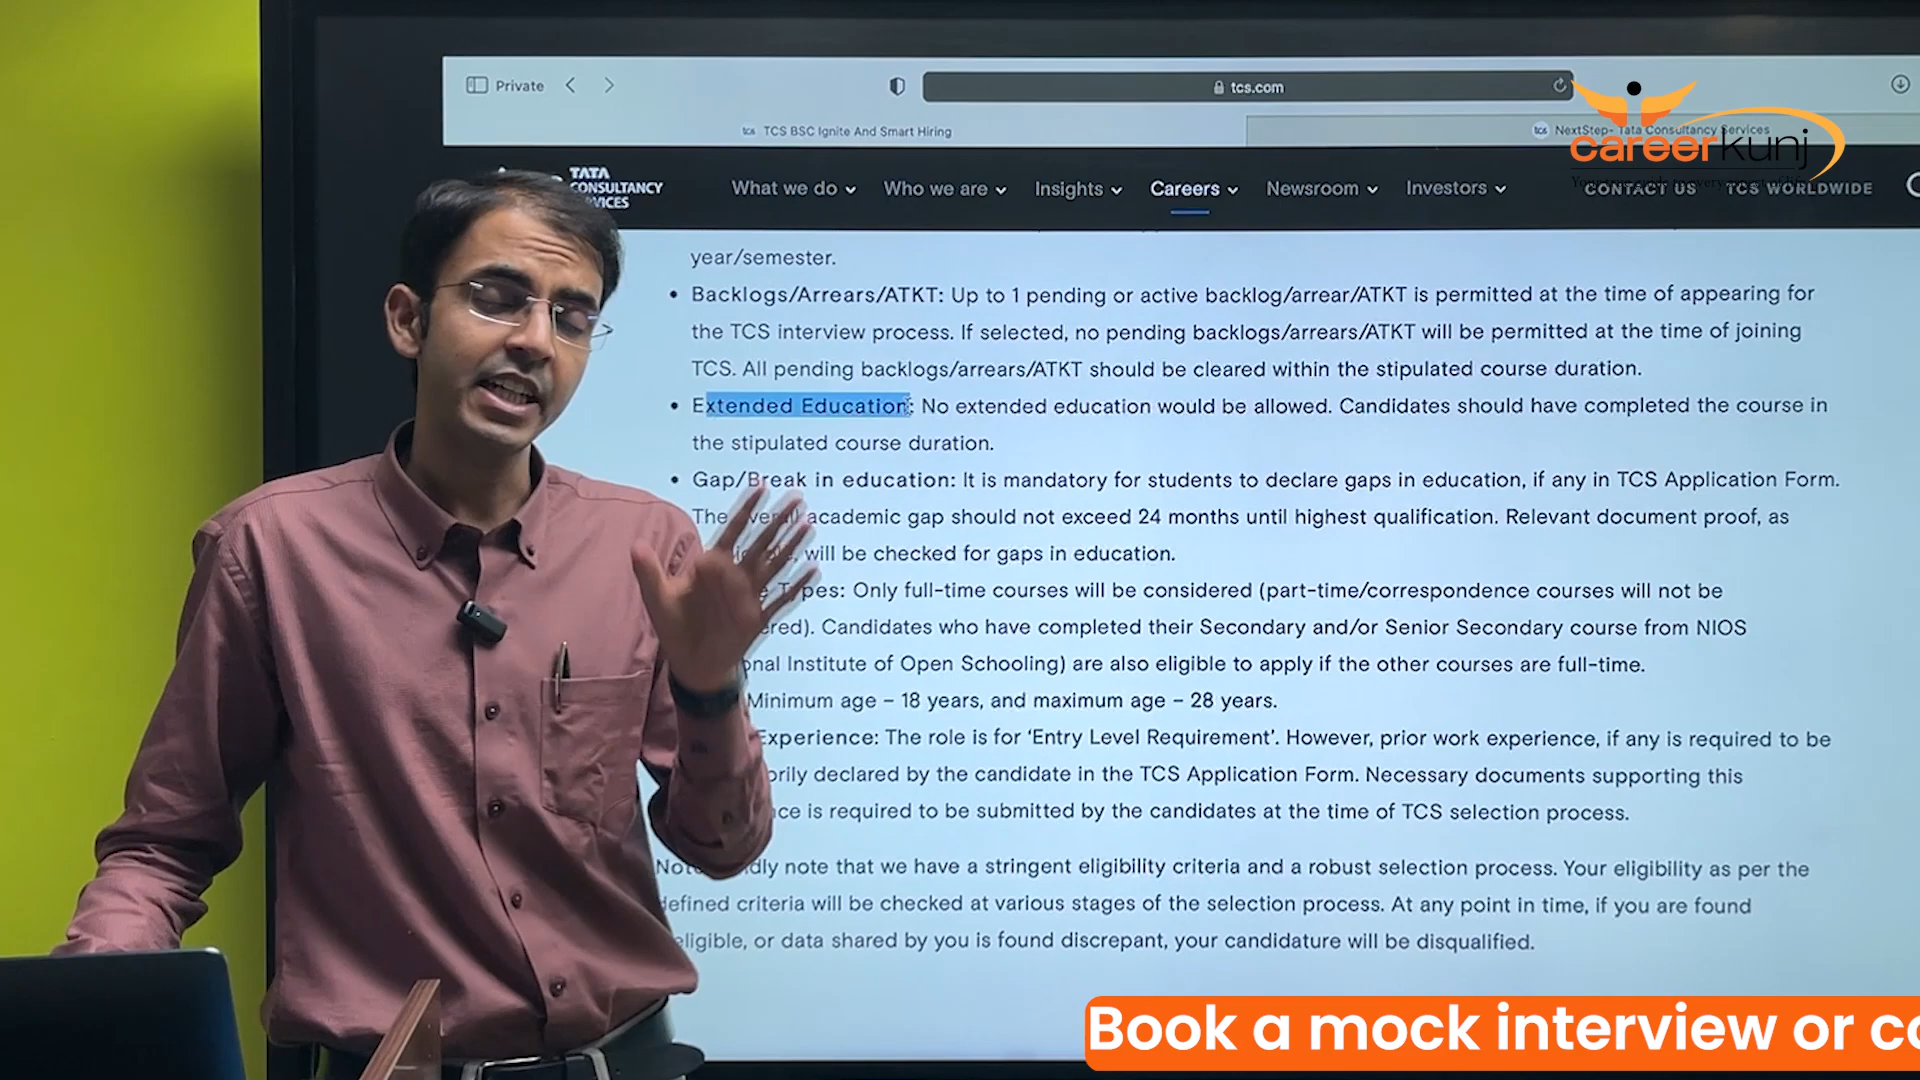 Private
tcs.com
TCS BSC Ignite And Smart Hiring
NextStep- Tata Consultancy Services
careerkunj
TATA
CONSULTANCY
What we do
Who we are
Insights
Careers
Newsroom
Investors
CONTACT US
TCS WORLDWIDE
year/semester.
• Backlogs/Arrears/ATKT: Up to 1 pending or active backlog/arrear/ATKT is permitted at the time of appearing for
the TCS interview process. If selected, no pending backlogs/arrears/ATKT will be permitted at the time of joining
TCS. All pending backlogs/arrears/ATKT should be cleared within the stipulated course duration.
• Extended Education: No extended education would be allowed. Candidates should have completed the course in
the stipulated course duration.
• Gap/Break in education: It is mandatory for students to declare gaps in education, if any in TCS Application Form.
The academic gap should not exceed 24 months until highest qualification. Relevant document proof, as
will be checked for gaps in education.
Types: Only full-time courses will be considered (part-time/correspondence courses will not be
Candidates who have completed their Secondary and/or Senior Secondary course from NIOS
Institute of Open Schooling) are also eligible to apply if the other courses are full-time.
Minimum age – 18 years, and maximum age – 28 years.
Experience: The role is for ‘Entry Level Requirement’. However, prior work experience, if any is required to be
declared by the candidate in the TCS Application Form. Necessary documents supporting this
is required to be submitted by the candidates at the time of TCS selection process.
note that we have a stringent eligibility criteria and a robust selection process. Your eligibility as per the
defined criteria will be checked at various stages of the selection process. At any point in time, if you are found
or data shared by you is found discrepant, your candidature will be disqualified.
Book a mock interview or